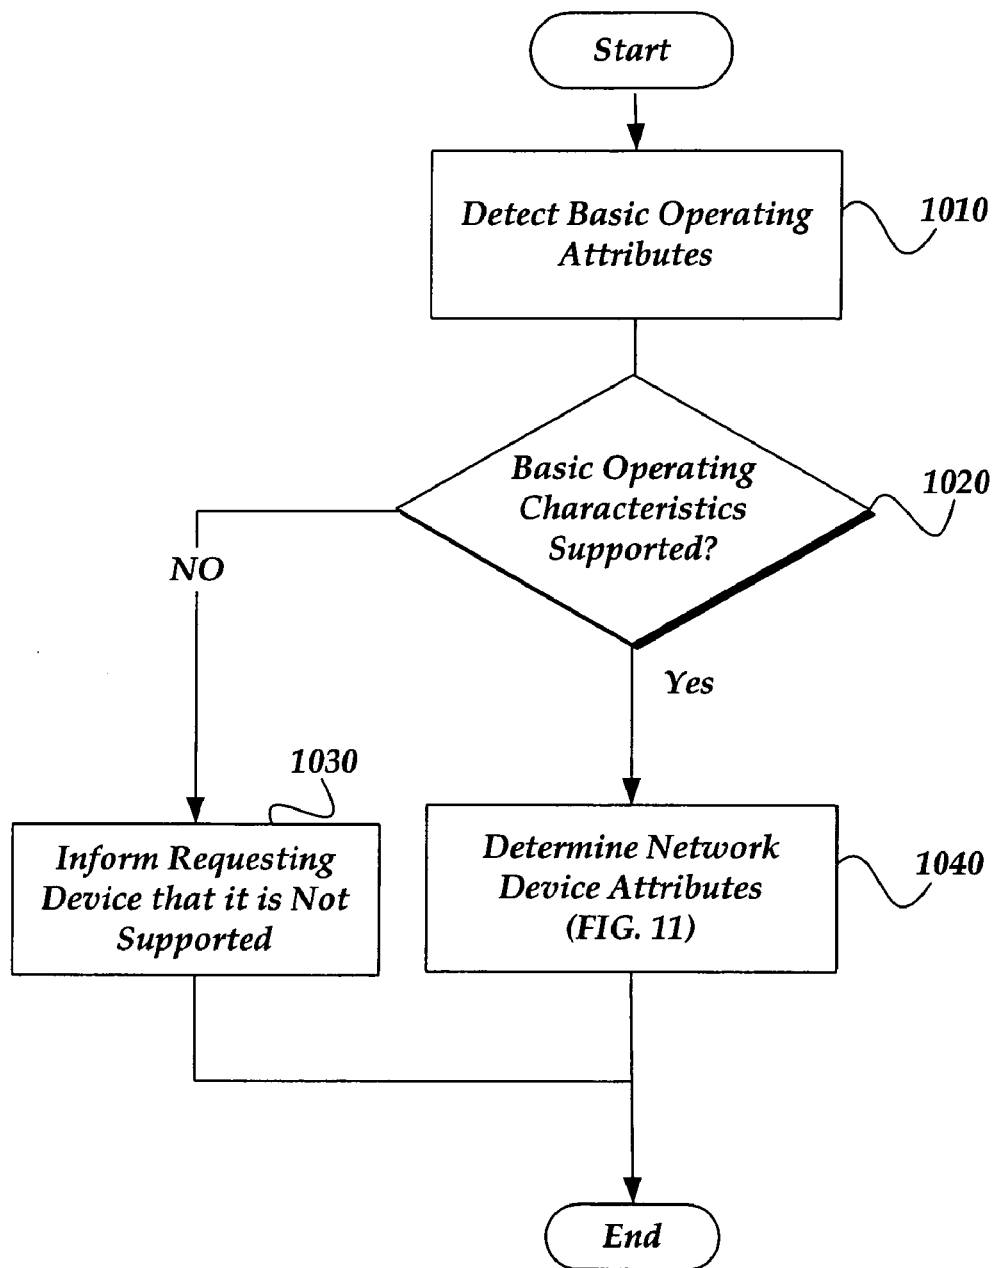 Start
Detect Basic Operating
Attributes
1010
Basic Operating
Characteristics
Supported?
1020
NO
Yes
1030
Inform Requesting
Device that it is Not
Supported
Determine Network
Device Attributes
(FIG. 11)
1040
End